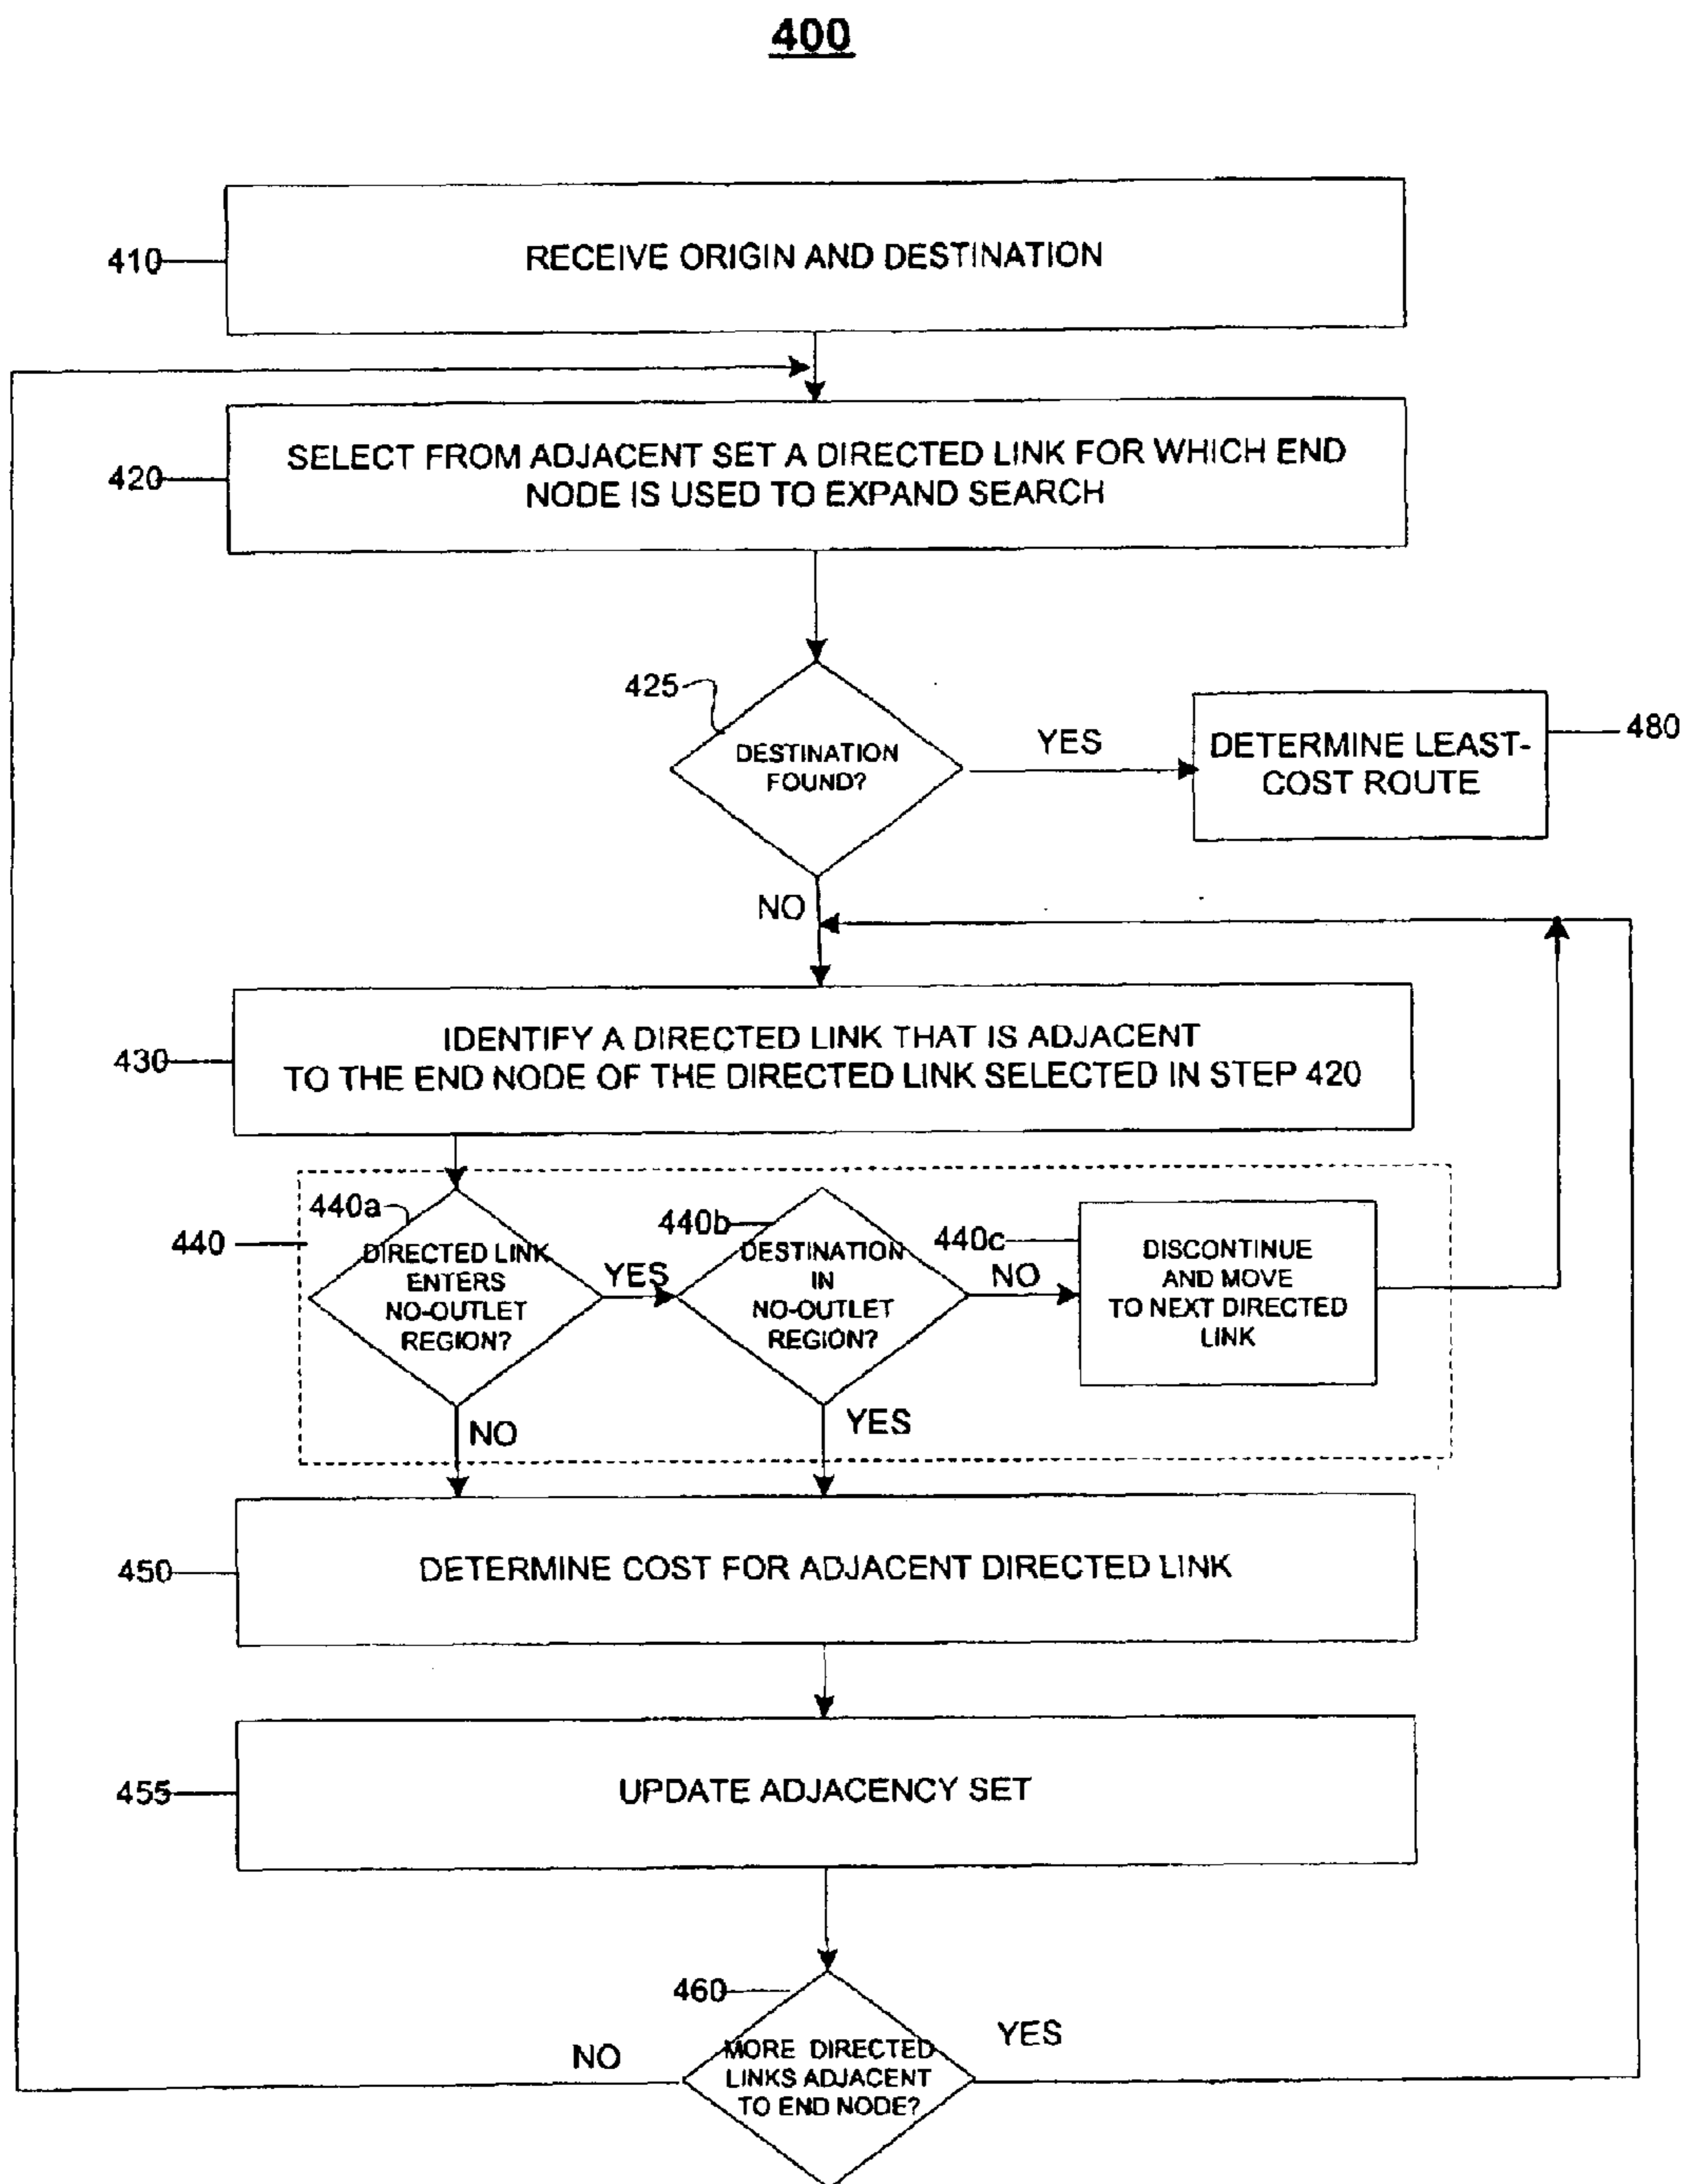 400
410
RECEIVE ORIGIN AND DESTINATION
420
SELECT FROM ADJACENT SET A DIRECTED LINK FOR WHICH END
NODE IS USED TO EXPAND SEARCH
425
DESTINATION
FOUND?
YES
DETERMINE LEAST-
COST ROUTE
480
NO
430
IDENTIFY A DIRECTED LINK THAT IS ADJACENT
TO THE END NODE OF THE DIRECTED LINK SELECTED IN STEP 420
440
440a
DIRECTED LINK
ENTERS
NO-OUTLET
REGION?
YES
440b
DESTINATION
IN
NO-OUTLET
REGION?
NO
440c
DISCONTINUE
AND MOVE
TO NEXT DIRECTED
LINK
NO
YES
450
DETERMINE COST FOR ADJACENT DIRECTED LINK
455
UPDATE ADJACENCY SET
460
MORE DIRECTED
LINKS ADJACENT
TO END NODE?
NO
YES